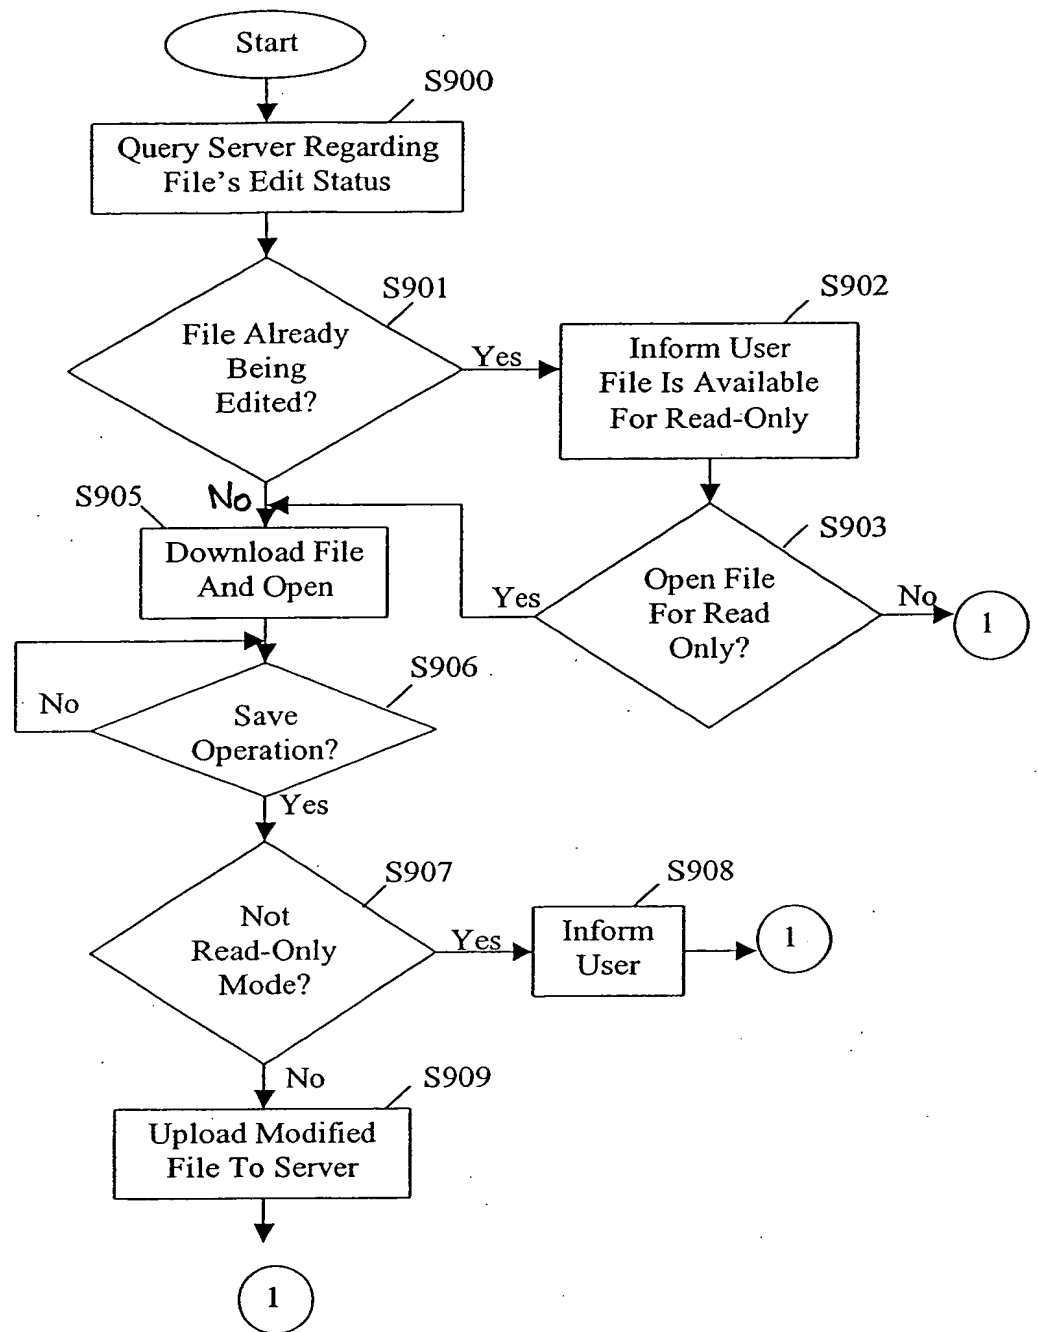 Start
S900
Query Server Regarding
File's Edit Status
S901
File Already
Being
Edited?
Yes
S902
Inform User
File Is Available
For Read-Only
No
S903
Open File
For Read
Only?
Yes
No
1
S905
Download File
And Open
S906
Save
Operation?
No
Yes
S907
Not
Read-Only
Mode?
Yes
S908
Inform
User
1
No
S909
Upload Modified
File To Server
1